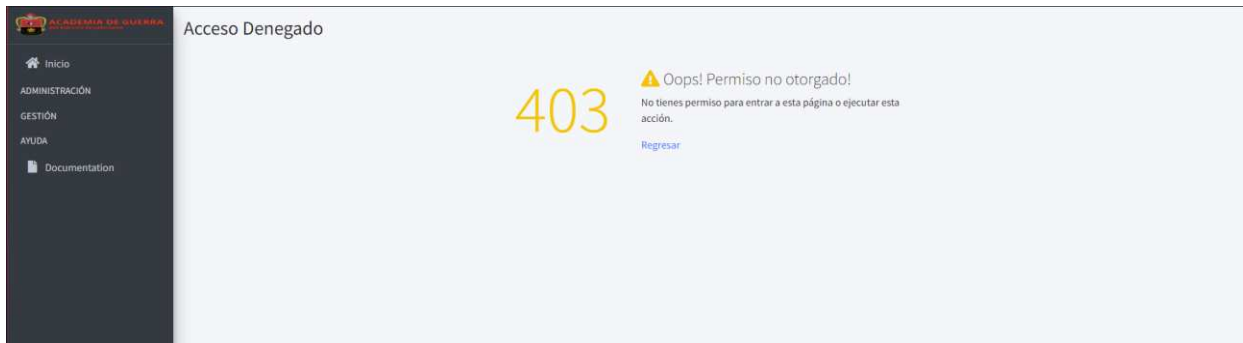 ACADEMIA DE GUERRA
Acceso Denegado
Inicio
ADMINISTRACIÓN
GESTIÓN
AYUDA
Documentation
403
Oops! Permiso no otorgado!
No tienes permiso para entrar a esta página o ejecutar esta
acción.
Regresar